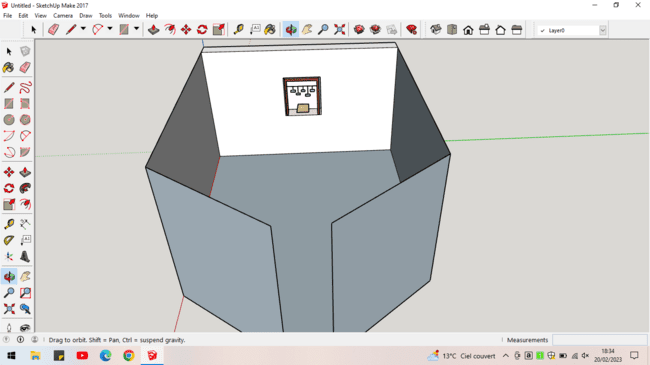 Untitled - SketchUp Make 2017
File Edit View Camera Draw Tools Window Help
Layer0
Drag to orbit. Shift = Pan, Ctrl = suspend gravity.
Measurements
13°C Ciel couvert
18:34
20/02/2023